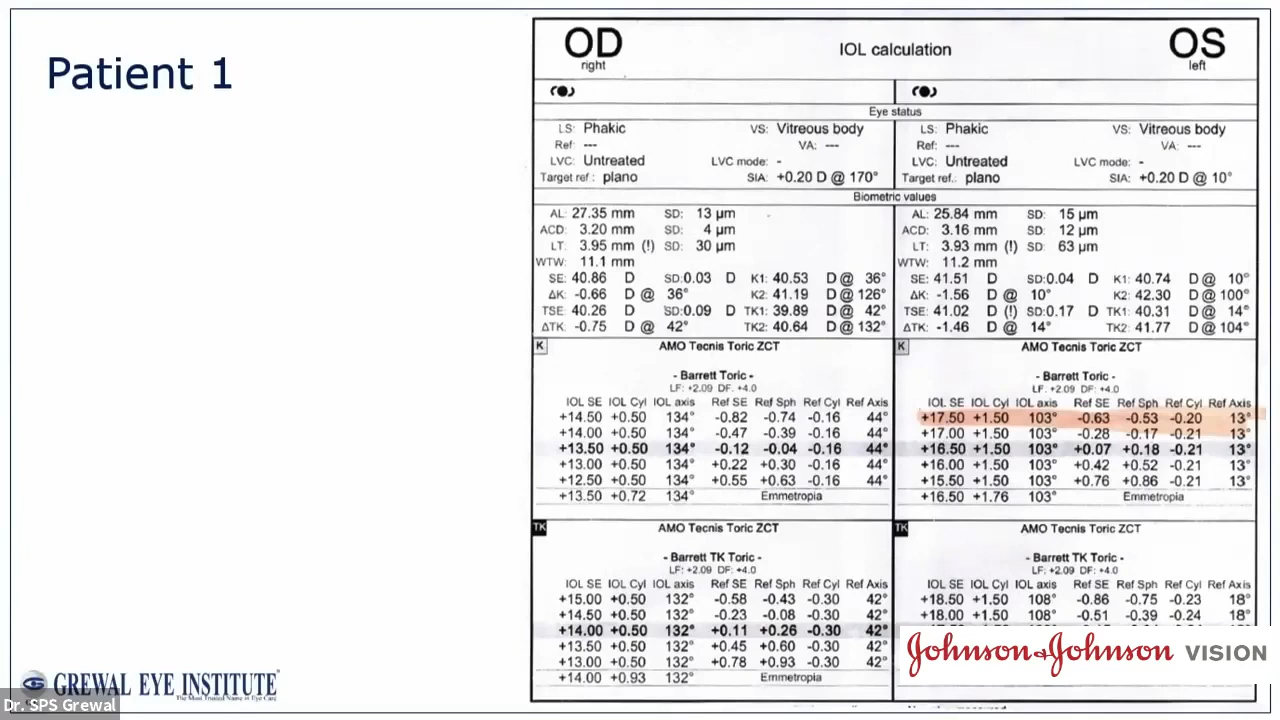 Patient 1
OD
right
IOL calculation
OS
left
Eye status
LS: Phakic VS: Vitreous body
Ref: --- VA: ---
LVC: Untreated LVC mode: -
Target ref.: plano SIA: +0.20 D @ 170°
LS: Phakic VS: Vitreous body
Ref: --- VA: ---
LVC: Untreated LVC mode: -
Target ref.: plano SIA: +0.20 D @ 10°
Biometric values
AL: 27.35 mm SD: 13 µm
ACD: 3.20 mm SD: 4 µm
LT: 3.95 mm (!) SD: 30 µm
WTW: 11.1 mm
SE: 40.86 D SD:0.03 D K1: 40.53 D @ 36°
ΔK: -0.66 D @ 36° K2: 41.19 D @ 126°
TSE: 40.26 D SD:0.09 D TK1: 39.89 D @ 42°
ΔTK: -0.75 D @ 42° TK2: 40.64 D @ 132°
AL: 25.84 mm SD: 15 µm
ACD: 3.16 mm SD: 12 µm
LT: 3.93 mm (!) SD: 63 µm
WTW: 11.2 mm
SE: 41.51 D SD:0.04 D K1: 40.74 D @ 10°
ΔK: -1.56 D @ 10° K2: 42.30 D @ 100°
TSE: 41.02 D (!) SD:0.17 D TK1: 40.31 D @ 14°
ΔTK: -1.46 D @ 14° TK2: 41.77 D @ 104°
K AMO Tecnis Toric ZCT
- Barrett Toric -
LF: +2.09 DF: +4.0
IOL SE IOL Cyl IOL axis Ref SE Ref Sph Ref Cyl Ref Axis
+14.50 +0.50 134° -0.82 -0.74 -0.16 44°
+14.00 +0.50 134° -0.47 -0.39 -0.16 44°
+13.50 +0.50 134° -0.12 -0.04 -0.16 44°
+13.00 +0.50 134° +0.22 +0.30 -0.16 44°
+12.50 +0.50 134° +0.55 +0.63 -0.16 44°
+13.50 +0.72 134° Emmetropia
K AMO Tecnis Toric ZCT
- Barrett Toric -
LF: +2.09 DF: +4.0
IOL SE IOL Cyl IOL axis Ref SE Ref Sph Ref Cyl Ref Axis
+17.50 +1.50 103° -0.63 -0.53 -0.20 13°
+17.00 +1.50 103° -0.28 -0.17 -0.21 13°
+16.50 +1.50 103° +0.07 +0.18 -0.21 13°
+16.00 +1.50 103° +0.42 +0.52 -0.21 13°
+15.50 +1.50 103° +0.76 +0.86 -0.21 13°
+16.50 +1.76 103° Emmetropia
TK AMO Tecnis Toric ZCT
- Barrett TK Toric -
LF: +2.09 DF: +4.0
IOL SE IOL Cyl IOL axis Ref SE Ref Sph Ref Cyl Ref Axis
+15.00 +0.50 132° -0.58 -0.43 -0.30 42°
+14.50 +0.50 132° -0.23 -0.08 -0.30 42°
+14.00 +0.50 132° +0.11 +0.26 -0.30 42°
+13.50 +0.50 132° +0.45 +0.60 -0.30 42°
+13.00 +0.50 132° +0.78 +0.93 -0.30 42°
+14.00 +0.93 132° Emmetropia
TK AMO Tecnis Toric ZCT
- Barrett TK Toric -
LF: +2.09 DF: +4.0
IOL SE IOL Cyl IOL axis Ref SE Ref Sph Ref Cyl Ref Axis
+18.50 +1.50 108° -0.86 -0.75 -0.23 18°
+18.00 +1.50 108° -0.51 -0.39 -0.24 18°
Johnson & Johnson VISION
GREWAL EYE INSTITUTE
The Most Trusted Name in Eye Care
Dr. SPS Grewal